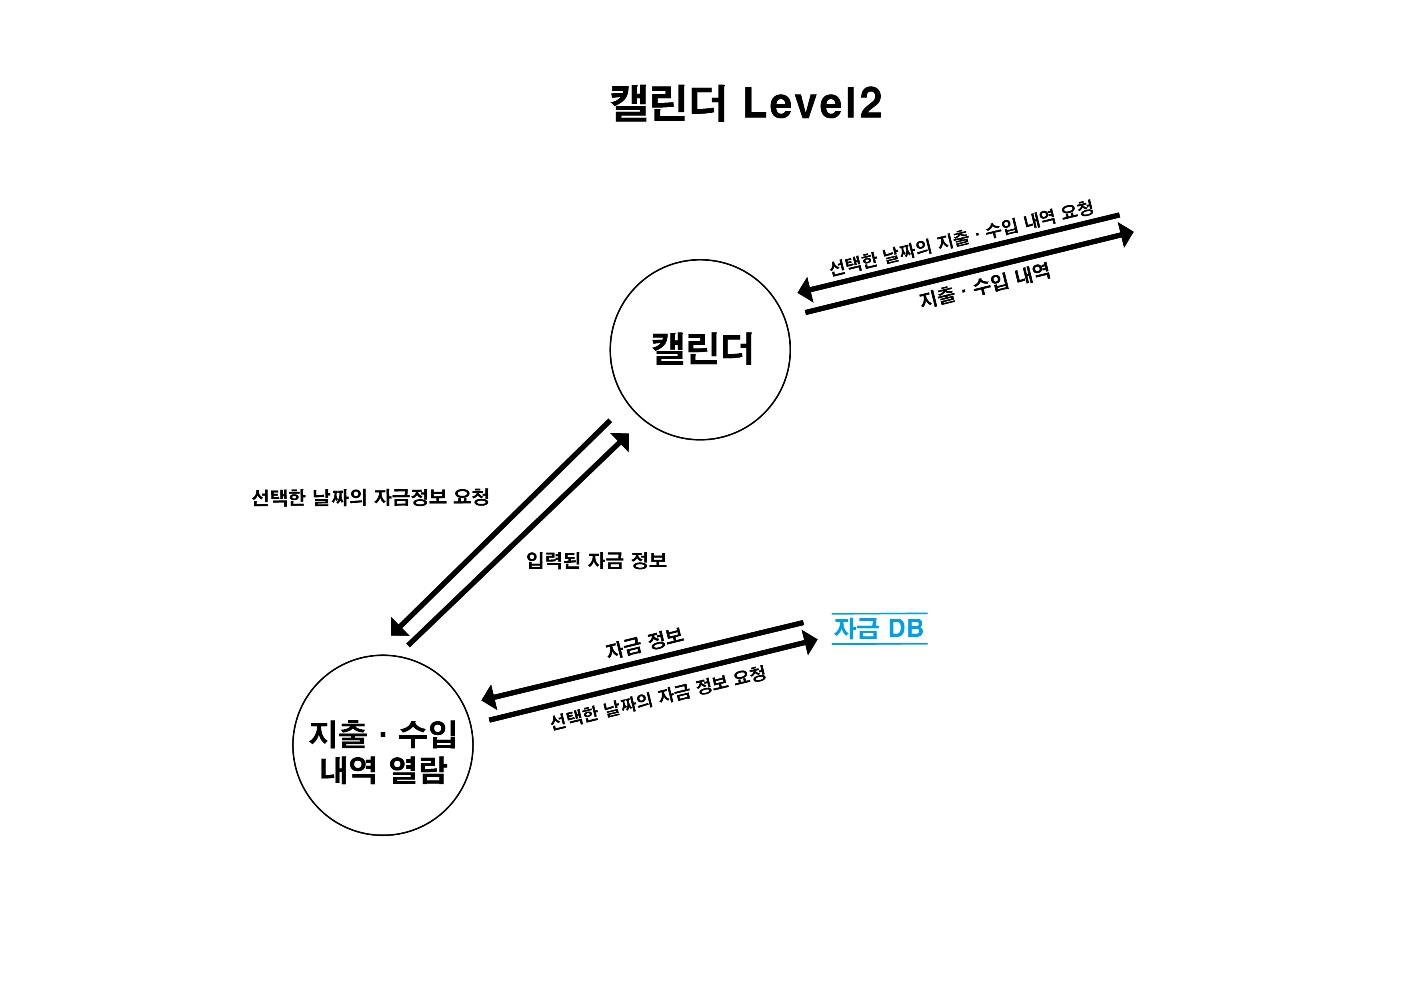 캘린더 Level2
선택한 날짜의 지출 · 수입 내역 요청
지출 · 수입 내역
캘린더
선택한 날짜의 자금정보 요청
입력된 자금 정보
자금 정보
자금 DB
선택한 날짜의 자금 정보 요청
지출 · 수입
내역 열람